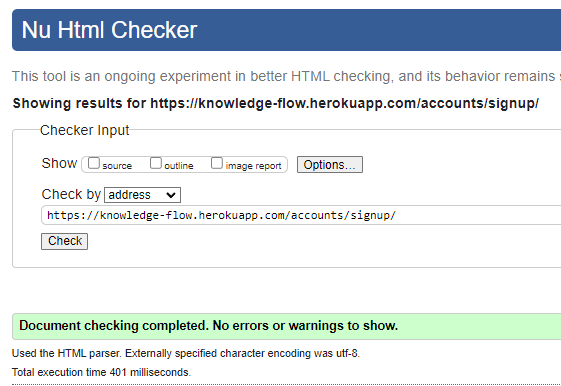 Nu Html Checker
This tool is an ongoing experiment in better HTML checking, and its behavior remains
Showing results for https://knowledge-flow.herokuapp.com/accounts/signup/
Checker Input
Show source outline image report Options...
Check by address
https://knowledge-flow.herokuapp.com/accounts/signup/
Check
Document checking completed. No errors or warnings to show.
Used the HTML parser. Externally specified character encoding was utf-8.
Total execution time 401 milliseconds.